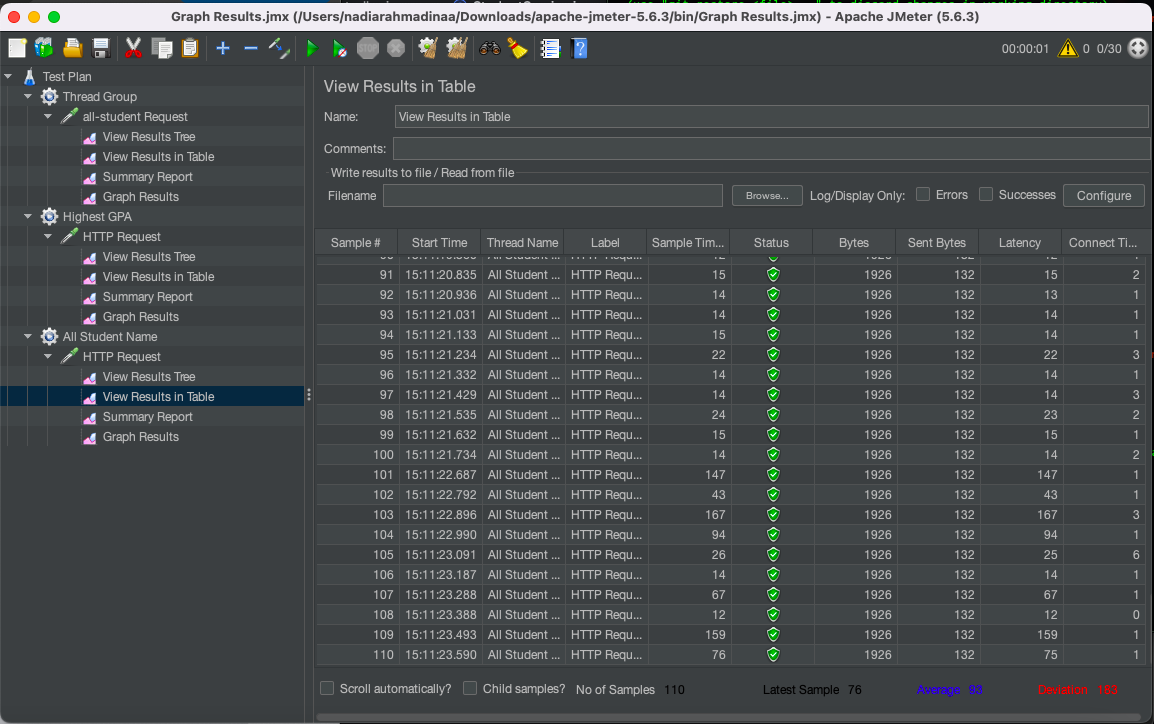 Graph Results.jmx (/Users/nadiarahmadinaa/Downloads/apache-jmeter-5.6.3/bin/Graph Results.jmx) - Apache JMeter (5.6.3)
STOP
00:00:01 0 0/30
Test Plan
Thread Group
all-student Request
View Results Tree
View Results in Table
Summary Report
Graph Results
Highest GPA
HTTP Request
View Results Tree
View Results in Table
Summary Report
Graph Results
All Student Name
HTTP Request
View Results Tree
View Results in Table
Summary Report
Graph Results
View Results in Table
Name: View Results in Table
Comments:
Write results to file / Read from file
Filename Browse... Log/Display Only: Errors Successes Configure
Sample # Start Time Thread Name Label Sample Tim... Status Bytes Sent Bytes Latency Connect Ti...
91 15:11:20.835 All Student ... HTTP Requ... 15 1926 132 15 2
92 15:11:20.936 All Student ... HTTP Requ... 14 1926 132 13 1
93 15:11:21.031 All Student ... HTTP Requ... 14 1926 132 14 1
94 15:11:21.133 All Student ... HTTP Requ... 15 1926 132 14 1
95 15:11:21.234 All Student ... HTTP Requ... 22 1926 132 22 3
96 15:11:21.332 All Student ... HTTP Requ... 14 1926 132 14 1
97 15:11:21.429 All Student ... HTTP Requ... 14 1926 132 14 3
98 15:11:21.535 All Student ... HTTP Requ... 24 1926 132 23 2
99 15:11:21.632 All Student ... HTTP Requ... 15 1926 132 15 1
100 15:11:21.734 All Student ... HTTP Requ... 14 1926 132 14 2
101 15:11:22.687 All Student ... HTTP Requ... 147 1926 132 147 1
102 15:11:22.792 All Student ... HTTP Requ... 43 1926 132 43 1
103 15:11:22.896 All Student ... HTTP Requ... 167 1926 132 167 3
104 15:11:22.990 All Student ... HTTP Requ... 94 1926 132 94 1
105 15:11:23.091 All Student ... HTTP Requ... 26 1926 132 25 6
106 15:11:23.187 All Student ... HTTP Requ... 14 1926 132 14 1
107 15:11:23.288 All Student ... HTTP Requ... 67 1926 132 67 1
108 15:11:23.388 All Student ... HTTP Requ... 12 1926 132 12 0
109 15:11:23.493 All Student ... HTTP Requ... 159 1926 132 159 1
110 15:11:23.590 All Student ... HTTP Requ... 76 1926 132 75 1
Scroll automatically? Child samples? No of Samples 110 Latest Sample 76 Average 93 Deviation 163